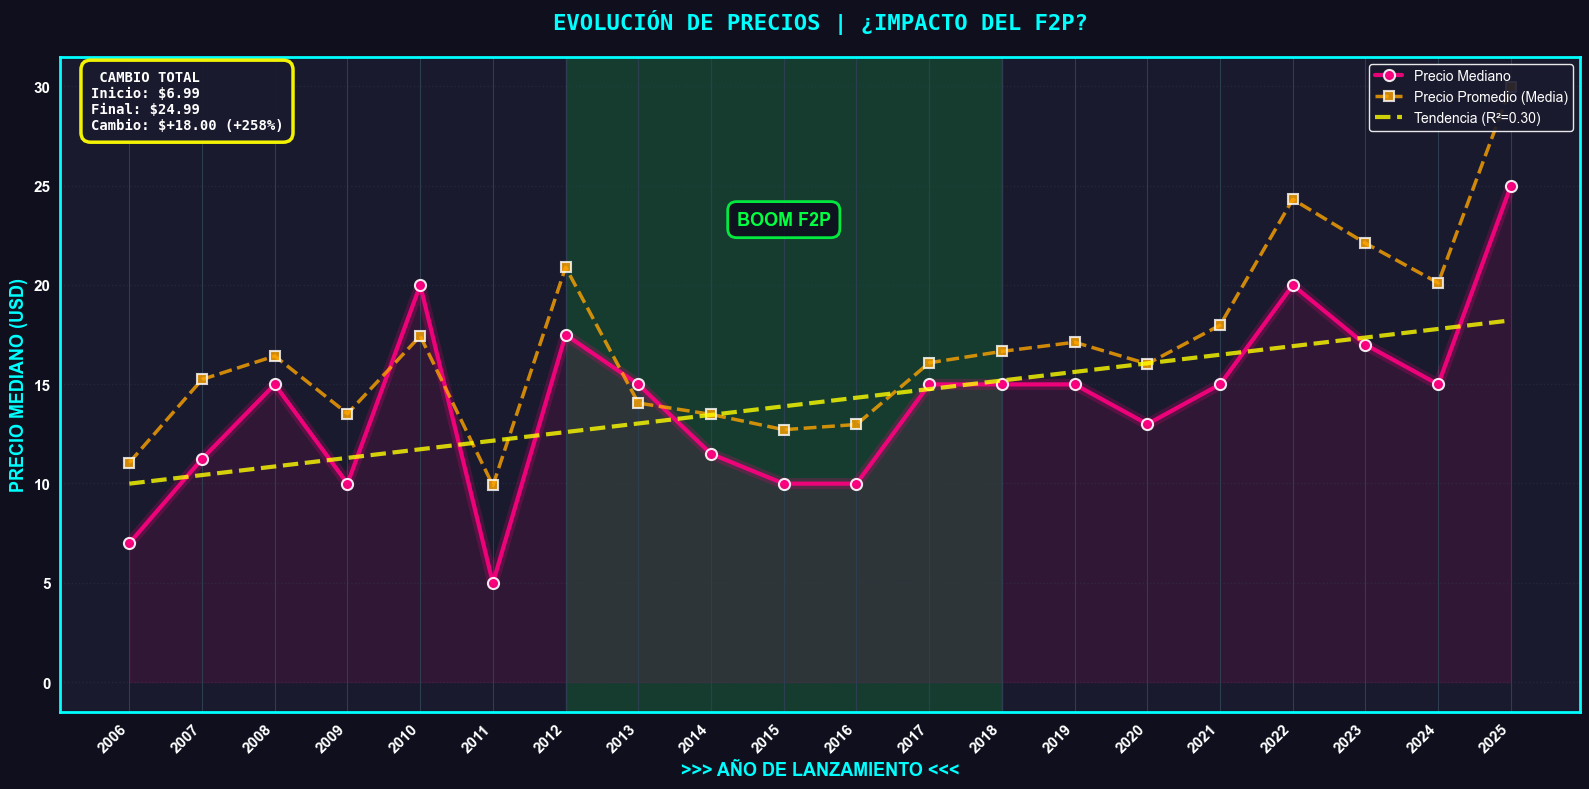 EVOLUCIÓN DE PRECIOS | ¿IMPACTO DEL F2P?
CAMBIO TOTAL
Inicio: $6.99
Final: $24.99
Cambio: $+18.00 (+258%)
Precio Mediano
Precio Promedio (Media)
Tendencia (R²=0.30)
BOOM F2P
PRECIO MEDIANO (USD)
30
25
20
15
10
5
0
2006
2007
2008
2009
2010
2011
2012
2013
2014
2015
2016
2017
2018
2019
2020
2021
2022
2023
2024
2025
>>> AÑO DE LANZAMIENTO <<<